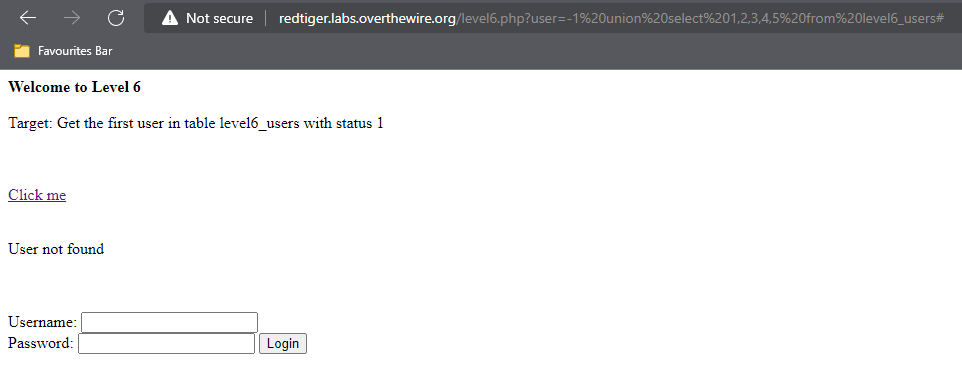 Not secure | redtiger.labs.overthewire.org/level6.php?user=-1%20union%20select%201,2,3,4,5%20from%20level6_users#
Favourites Bar
Welcome to Level 6
Target: Get the first user in table level6_users with status 1
Click me
User not found
Username:
Password: Login